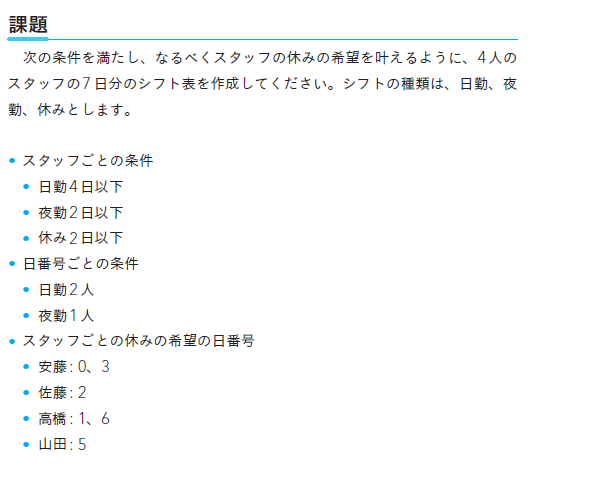 課題
次の条件を満たし、なるべくスタッフの休みの希望を叶えるように、4人の
スタッフの7日分のシフト表を作成してください。シフトの種類は、日勤、夜
勤、休みとします。
● スタッフごとの条件
● 日勤4日以下
● 夜勤2日以下
● 休み2日以下
● 日番号ごとの条件
● 日勤2人
● 夜勤1人
● スタッフごとの休みの希望の日番号
● 安藤：0、3
● 佐藤：2
● 高橋：1、6
● 山田：5